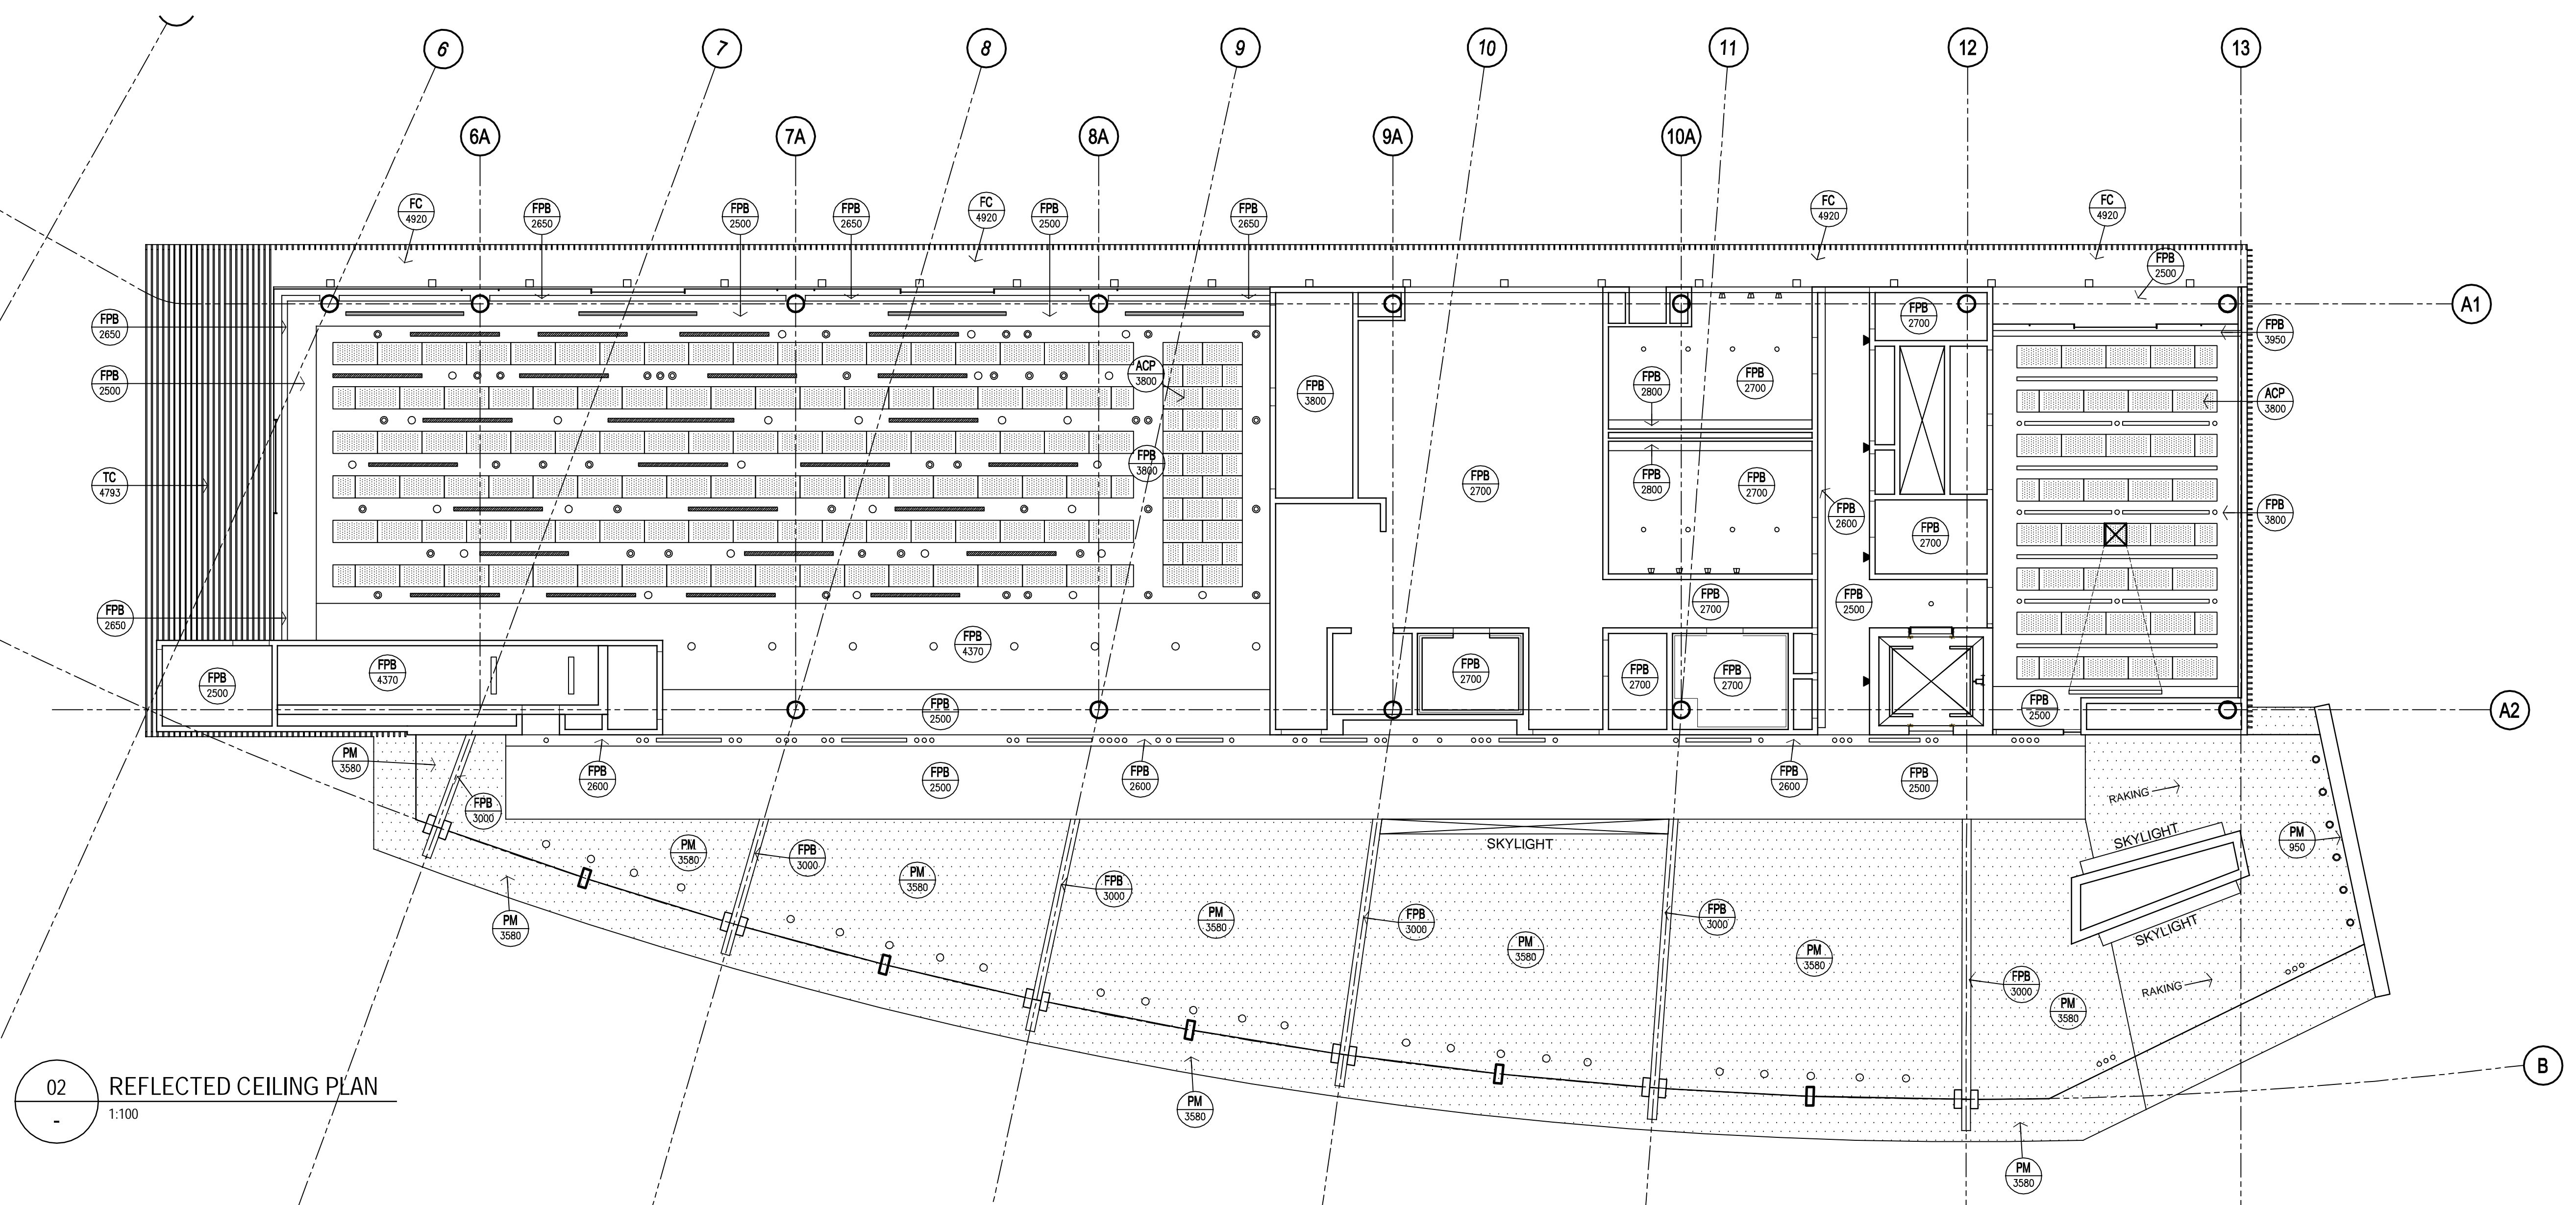 6
7
8
9
10
11
12
13
6A
7A
8A
9A
10A
FC
4920
FPB
2650
FPB
2500
FPB
2650
FC
4920
FPB
2500
FPB
2650
FC
4920
FC
4920
FPB
2500
A1
FPB
2650
FPB
2700
FPB
3950
FPB
2500
ACP
3800
FPB
3800
FPB
2800
FPB
2700
ACP
3800
FPB
3800
TC
4793
FPB
2700
FPB
2800
FPB
2700
FPB
2600
FPB
2700
FPB
3800
FPB
2650
FPB
2700
FPB
2500
FPB
4370
FPB
4370
FPB
2500
FPB
2700
FPB
2700
FPB
2700
FPB
2500
FPB
2500
A2
PM
3580
FPB
2600
FPB
2500
FPB
2600
FPB
2600
FPB
2500
RAKING
FPB
3000
SKYLIGHT
SKYLIGHT
PM
950
PM
3580
FPB
3000
PM
3580
FPB
3000
PM
3580
PM
3580
FPB
3000
FPB
3000
PM
3580
PM
3580
SKYLIGHT
FPB
3000
RAKING
PM
3580
B
PM
3580
PM
3580
02
-
REFLECTED CEILING PLAN
1:100